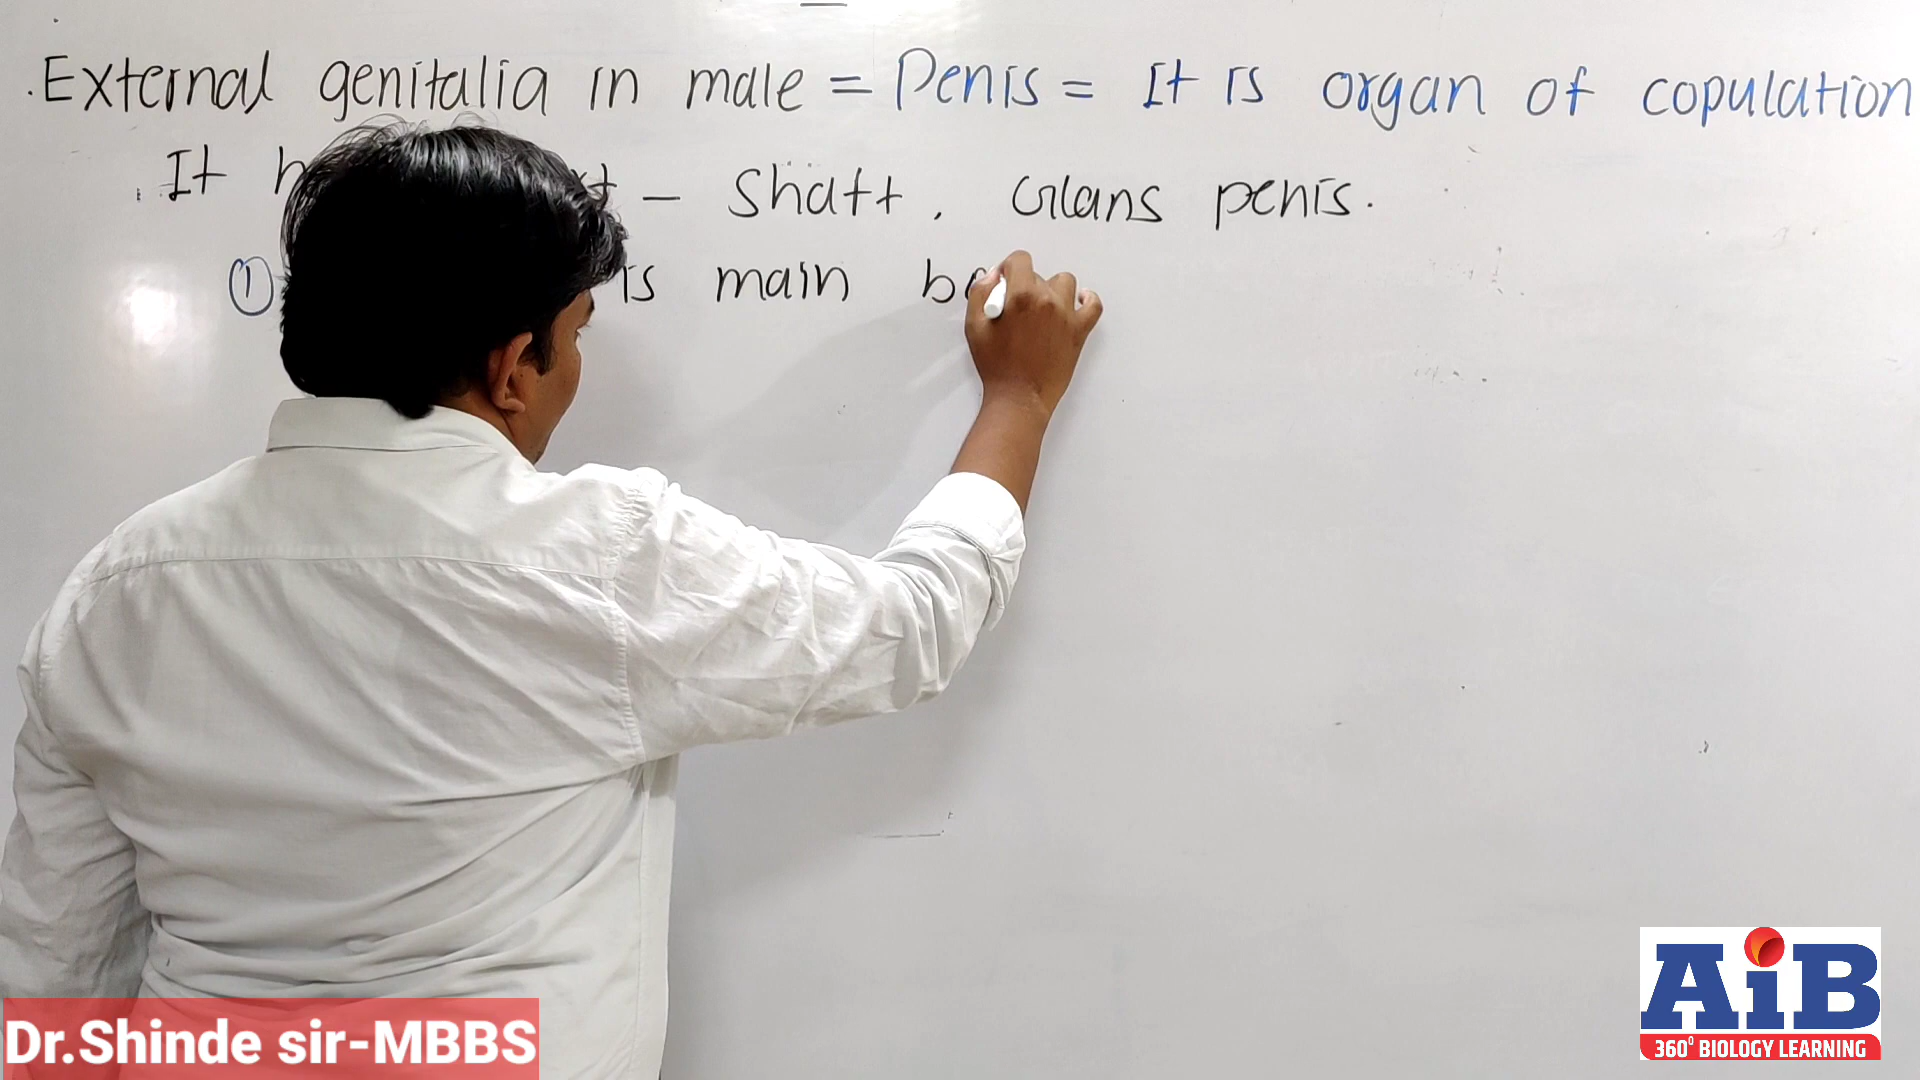 External genitalia in male = Penis = It is organ of copulation
It - Shaft, Glans penis.
① is main
Dr.Shinde sir-MBBS
AiB
360° BIOLOGY LEARNING